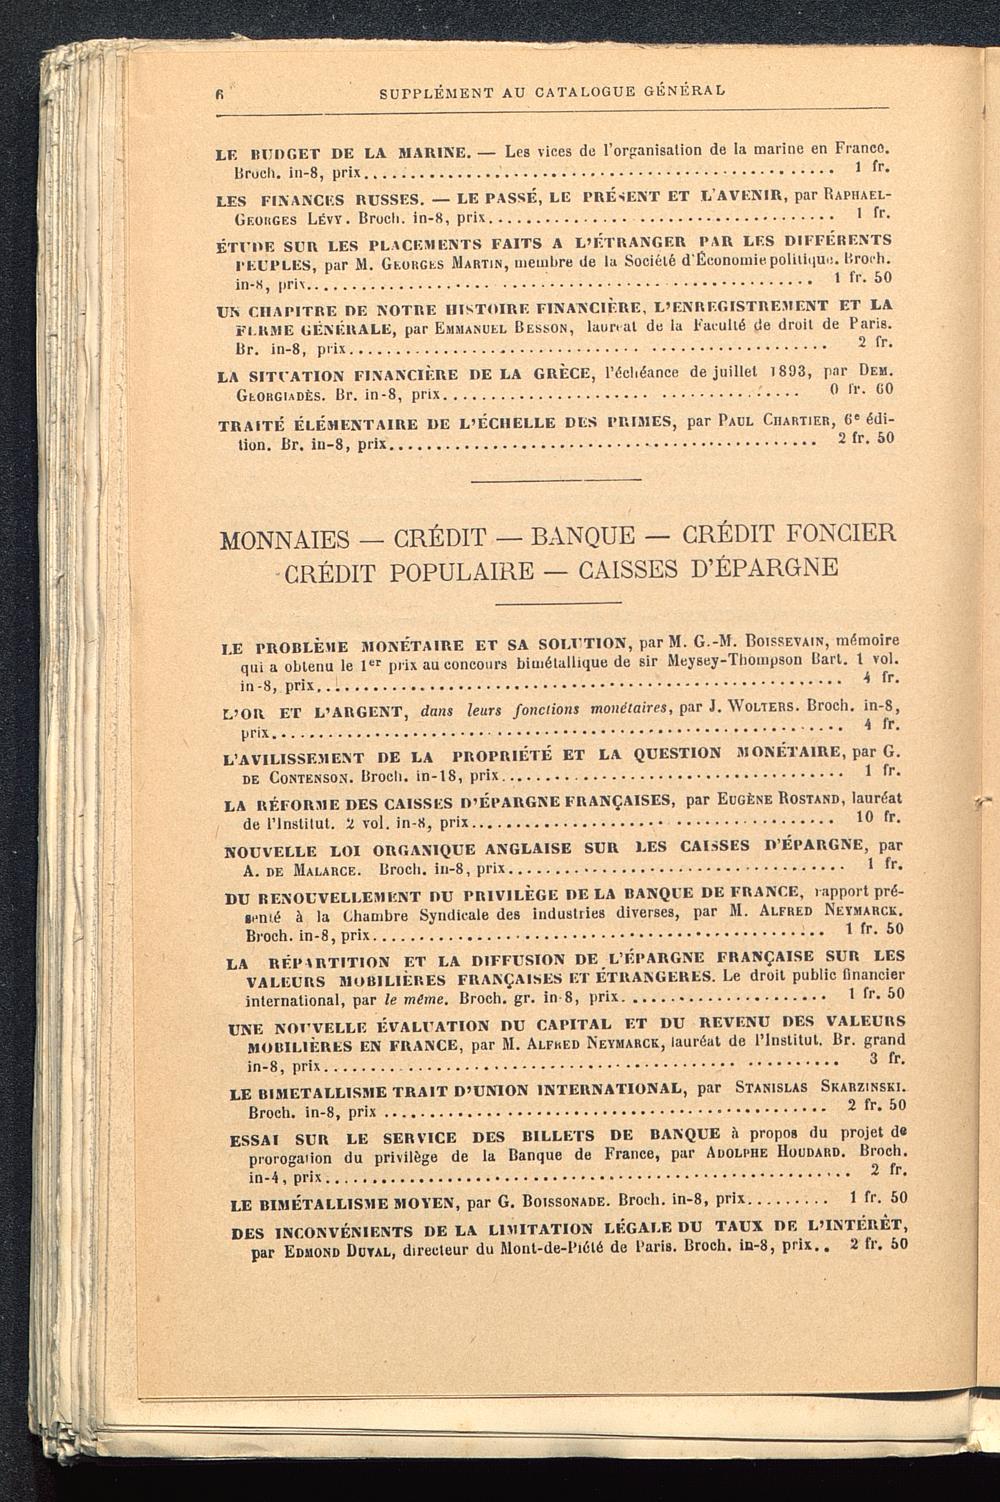 6 SUPPLÉMENT AU CATALOGUE GÉNÉRAL
LE BUDGET DE LA MARINE. — Les vices de l'organisation de la marine en France.
Broch. in-8, prix........ 1 fr.
LES FINANCES RUSSES. — LE PASSÉ, LE PRÉSENT ET L'AVENIR, par RAPHAEL-
GEORGES LÉVY. Broch. in-8, prix........ 1 fr.
ÉTUDE SUR LES PLACEMENTS FAITS A L'ÉTRANGER PAR LES DIFFÉRENTS
PEUPLES, par M. GEORGES MARTIN, membre de la Société d'Économie politique. Broch.
in-8, prix........ 1 fr. 50
UN CHAPITRE DE NOTRE HISTOIRE FINANCIÈRE, L'ENREGISTREMENT ET LA
FERME GÉNÉRALE, par EMMANUEL BESSON, lauréat de la Faculté de droit de Paris.
Br. in-8, prix........ 2 fr.
LA SITUATION FINANCIÈRE DE LA GRÈCE, l'échéance de juillet 1893, par DEM.
GEORGIADÈS. Br. in-8, prix........ 0 fr. 60
TRAITÉ ÉLÉMENTAIRE DE L'ÉCHELLE DES PRIMES, par PAUL CHARTIER, 6e édi-
tion. Br. in-8, prix........ 2 fr. 50
MONNAIES — CRÉDIT — BANQUE — CRÉDIT FONCIER
CRÉDIT POPULAIRE — CAISSES D'ÉPARGNE
LE PROBLÈME MONÉTAIRE ET SA SOLUTION, par M. G.-M. BOISSEVAIN, mémoire
qui a obtenu le 1er prix au concours bimétallique de sir Meysey-Thompson Bart. 1 vol.
in-8, prix........ 4 fr.
L'OR ET L'ARGENT, dans leurs fonctions monétaires, par J. WOLTERS. Broch. in-8,
prix........ 4 fr.
L'AVILISSEMENT DE LA PROPRIÉTÉ ET LA QUESTION MONÉTAIRE, par G.
DE CONTENSON. Broch. in-18, prix........ 1 fr.
LA RÉFORME DES CAISSES D'ÉPARGNE FRANÇAISES, par EUGÈNE ROSTAND, lauréat
de l'Institut. 2 vol. in-8, prix........ 10 fr.
NOUVELLE LOI ORGANIQUE ANGLAISE SUR LES CAISSES D'ÉPARGNE, par
A. DE MALARCE. Broch. in-8, prix........ 1 fr.
DU RENOUVELLEMENT DU PRIVILÈGE DE LA BANQUE DE FRANCE, rapport pré-
senté à la Chambre Syndicale des industries diverses, par M. ALFRED NEYMARCK.
Broch. in-8, prix........ 1 fr. 50
LA RÉPARTITION ET LA DIFFUSION DE L'ÉPARGNE FRANÇAISE SUR LES
VALEURS MOBILIÈRES FRANÇAISES ET ÉTRANGERES. Le droit public financier
international, par le même. Broch. gr. in-8, prix........ 1 fr. 50
UNE NOUVELLE ÉVALUATION DU CAPITAL ET DU REVENU DES VALEURS
MOBILIÈRES EN FRANCE, par M. ALFRED NEYMARCK, lauréat de l'Institut. Br. grand
in-8, prix........ 3 fr.
LE BIMETALLISME TRAIT D'UNION INTERNATIONAL, par STANISLAS SKARZINSKI.
Broch. in-8, prix ........ 2 fr. 50
ESSAI SUR LE SERVICE DES BILLETS DE BANQUE à propos du projet de
prorogation du privilège de la Banque de France, par ADOLPHE HOUDARD. Broch.
in-4, prix........ 2 fr.
LE BIMÉTALLISME MOYEN, par G. BOISSONADE. Broch. in-8, prix......... 1 fr. 50
DES INCONVÉNIENTS DE LA LIMITATION LÉGALE DU TAUX DE L'INTÉRÊT,
par EDMOND DUVAL, directeur du Mont-de-Piété de Paris. Broch. in-8, prix.. 2 fr. 50